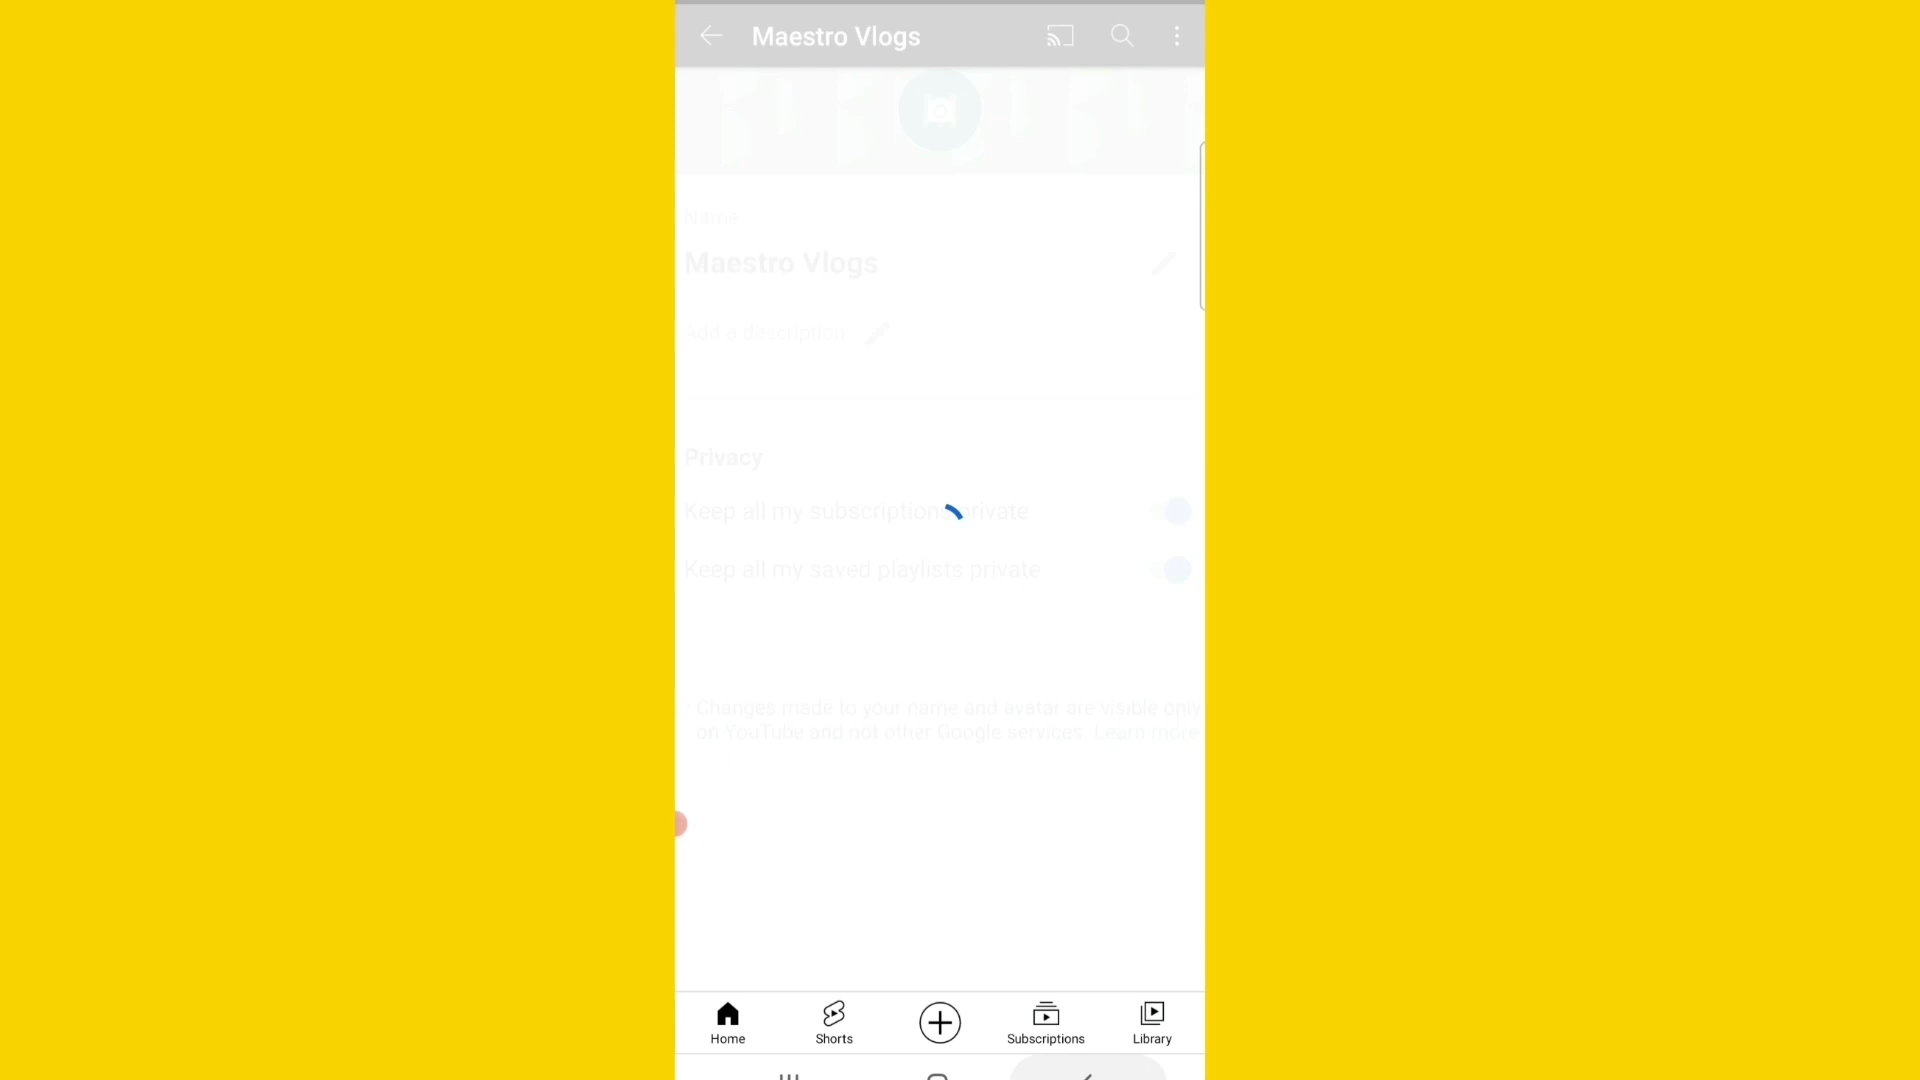 Maestro Vlogs
Name
Maestro Vlogs
Add a description
Privacy
Keep all my subscriptions private
Keep all my saved playlists private
Changes made to your name and avatar are visible only
on YouTube and not other Google services. Learn more
Home
Shorts
Subscriptions
Library